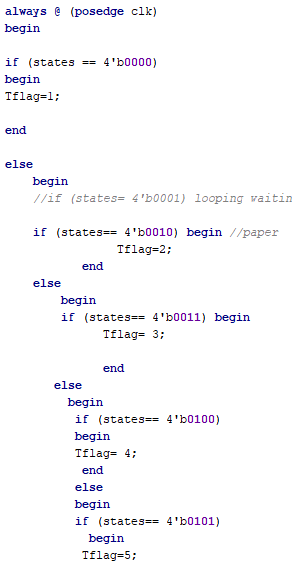 always @ (posedge clk)
begin
if (states == 4'b0000)
begin
Tflag=1;
end
else
begin
//if (states= 4'b0001) looping waitin
if (states== 4'b0010) begin //paper
Tflag=2;
end
else
begin
if (states== 4'b0011) begin
Tflag= 3;
end
else
begin
if (states== 4'b0100)
begin
Tflag= 4;
end
else
begin
if (states== 4'b0101)
begin
Tflag=5;